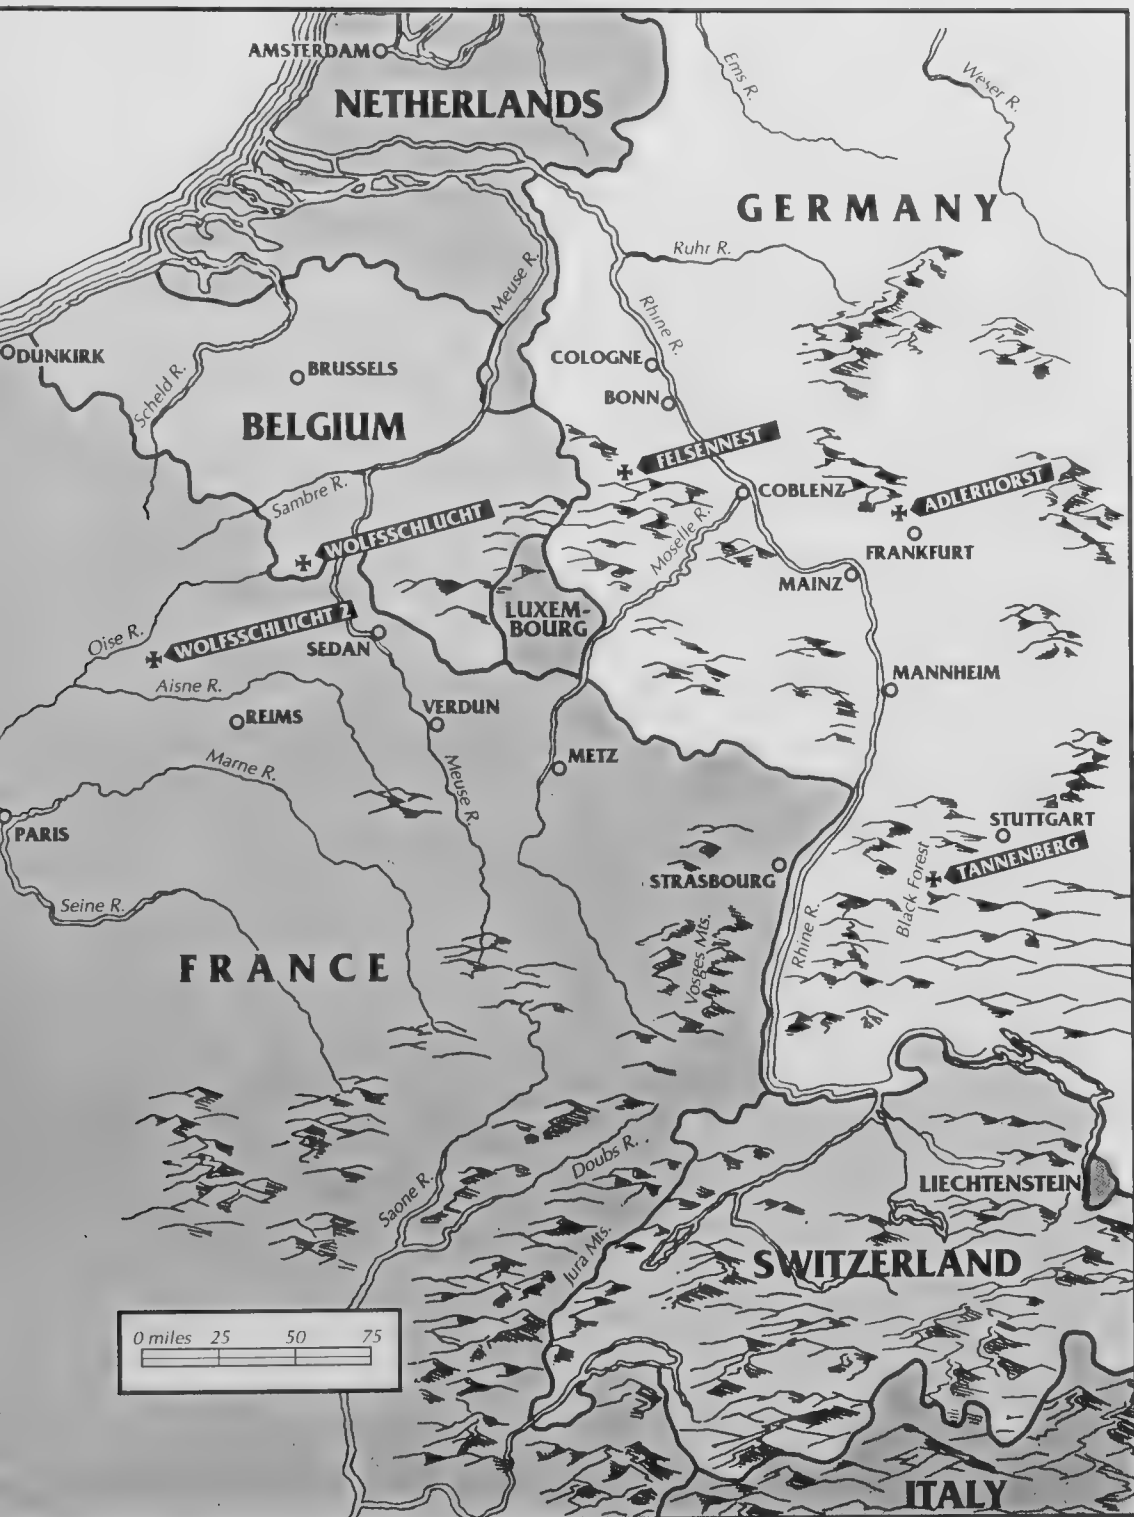 AMSTERDAM
NETHERLANDS
Ems R.
Weser R.
GERMANY
Ruhr R.
Meuse R.
Rhine R.
DUNKIRK
BRUSSELS
COLOGNE
BONN
Scheld R.
BELGIUM
FELSENNEST
COBLENZ
ADLERHORST
Sambre R.
WOLFSSCHLUCHT
Moselle R.
FRANKFURT
MAINZ
LUXEM-
BOURG
WOLFSSCHLUCHT 2
Oise R.
SEDAN
MANNHEIM
Aisne R.
REIMS
VERDUN
METZ
Marne R.
Meuse R.
PARIS
STUTTGART
TANNENBERG
STRASBOURG
Black Forest
Seine R.
Rhine R.
Vosges Mts.
FRANCE
Doubs R.
LIECHTENSTEIN
Saone R.
Jura Mts.
SWITZERLAND
0 miles 25 50 75
ITALY